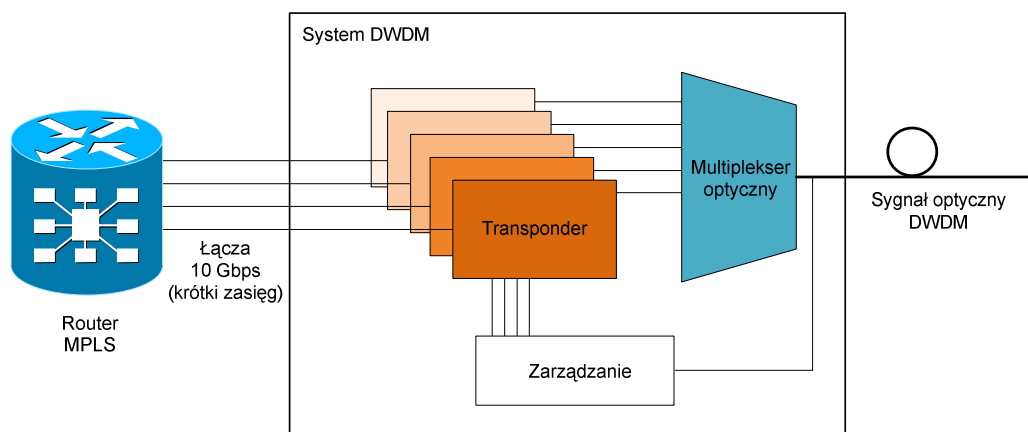 System DWDM
Multiplekser
optyczny
Transponder
Sygnał optyczny
DWDM
Łącza
10 Gbps
(krótki zasięg)
Router
MPLS
Zarządzanie